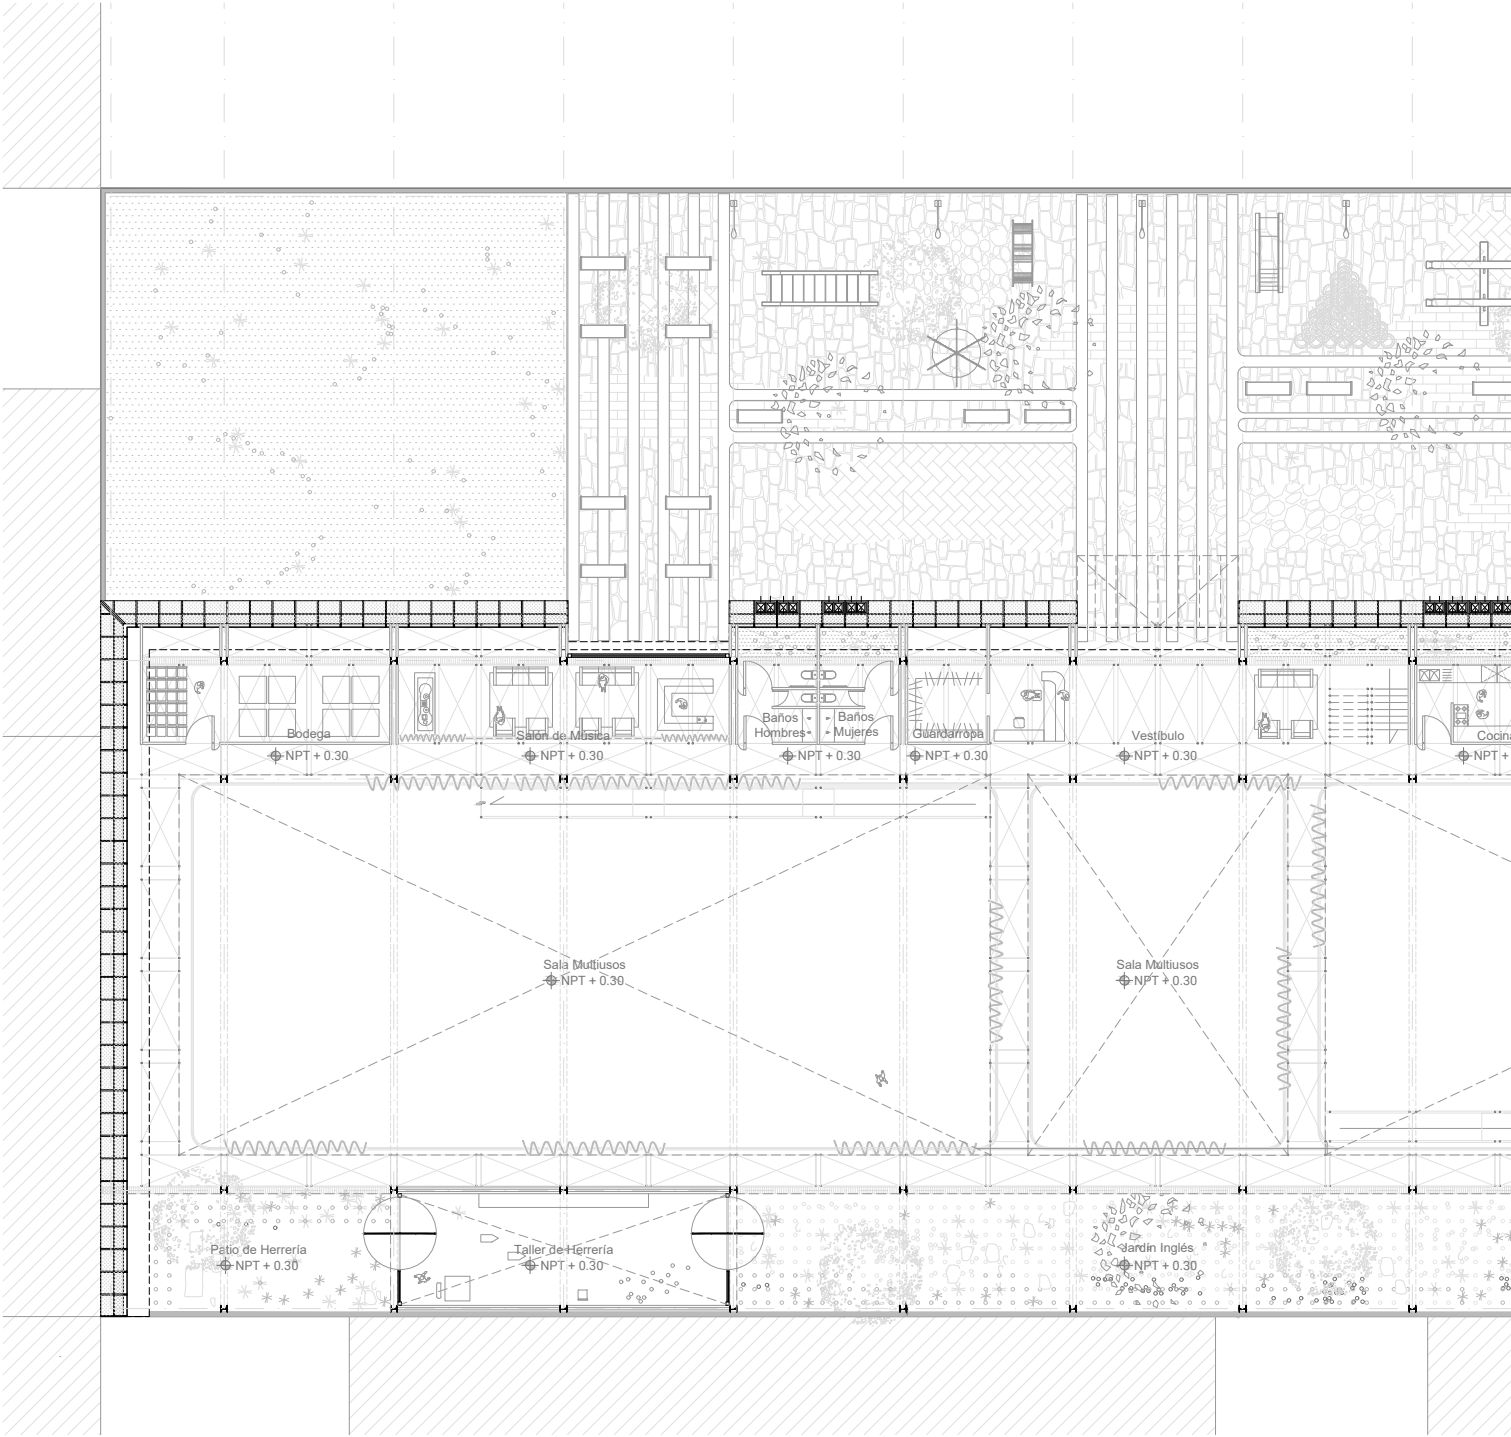 Bodega
NPT + 0.30
Salón de Música
NPT + 0.30
Baños
Hombres
Baños
Mujeres
NPT + 0.30
Guardarropa
NPT + 0.30
Vestíbulo
NPT + 0.30
Cocina
NPT +
Sala Multiusos
NPT + 0.30
Sala Multiusos
NPT + 0.30
Patio de Herrería
NPT + 0.30
Taller de Herrería
NPT + 0.30
Jardín Inglés
NPT + 0.30